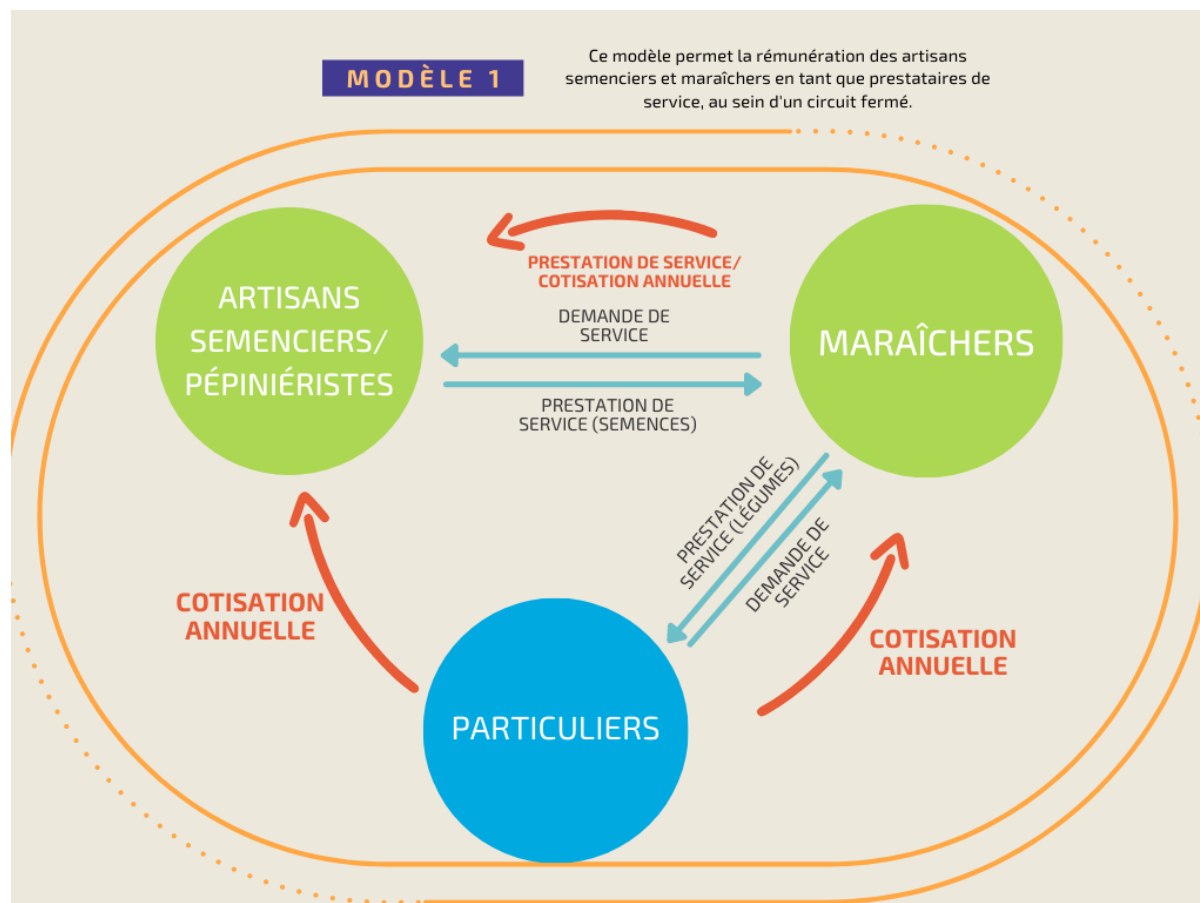 MODÈLE 1
Ce modèle permet la rémunération des artisans
semenciers et maraîchers en tant que prestataires de
service, au sein d'un circuit fermé.
ARTISANS
SEMENCIERS/
PÉPINIÉRISTES
PRESTATION DE SERVICE/
COTISATION ANNUELLE
DEMANDE DE
SERVICE
PRESTATION DE
SERVICE (SEMENCES)
MARAÎCHERS
PRESTATION DE
SERVICE (LÉGUMES)
DEMANDE DE
SERVICE
COTISATION
ANNUELLE
COTISATION
ANNUELLE
PARTICULIERS